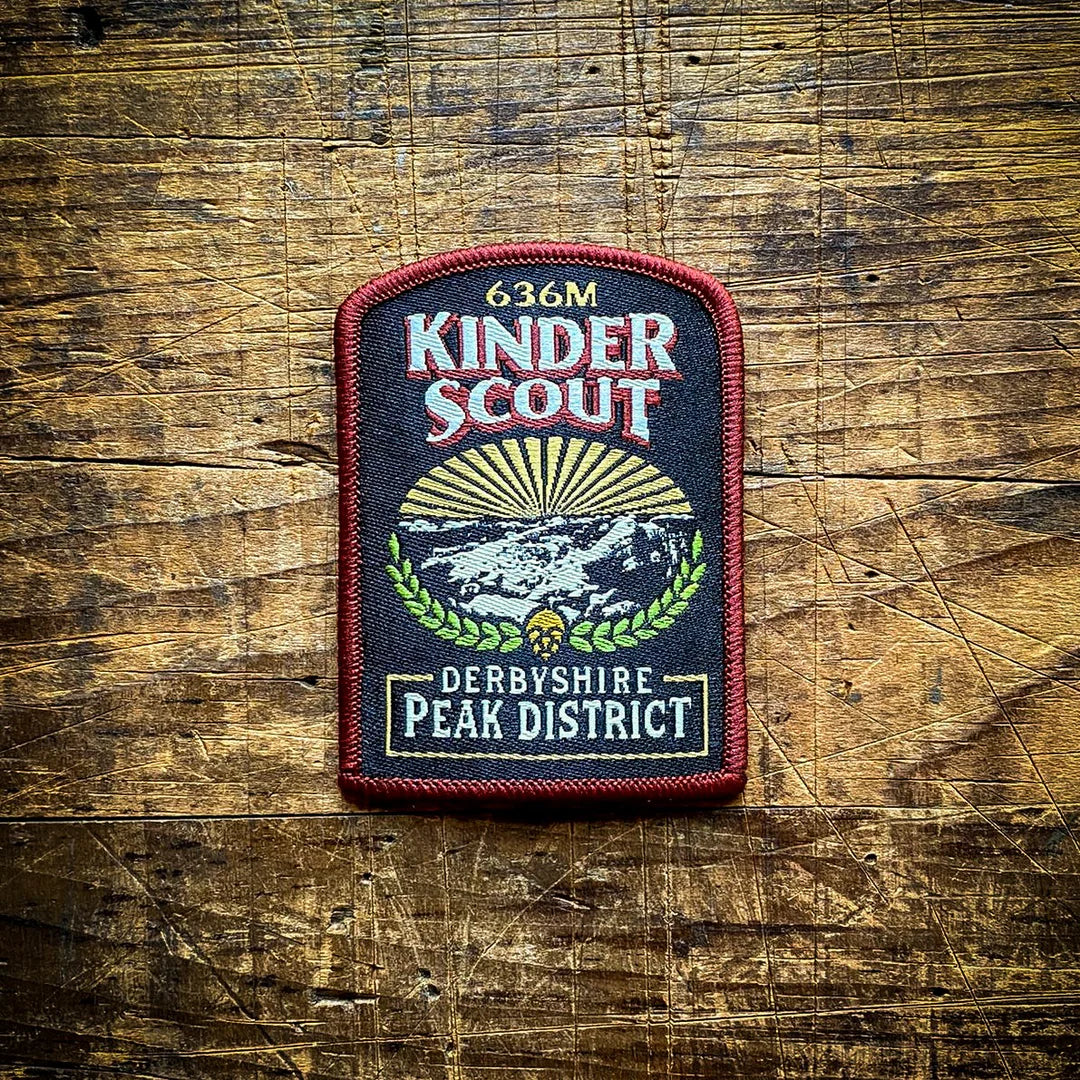 636M
KINDER
SCOUT
DERBYSHIRE
PEAK DISTRICT